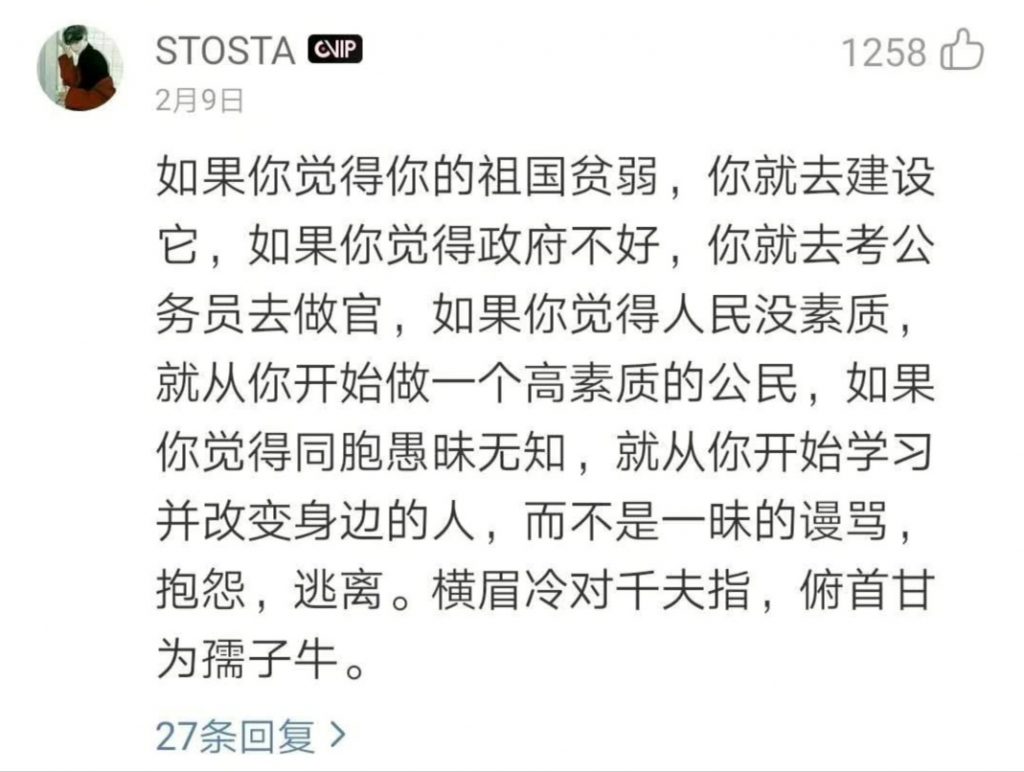 STOSTA VIP
1258
2月9日
如果你觉得你的祖国贫弱，你就去建设
它，如果你觉得政府不好，你就去考公
务员去做官，如果你觉得人民没素质，
就从你开始做一个高素质的公民，如果
你觉得同胞愚昧无知，就从你开始学习
并改变身边的人，而不是一昧的谩骂，
抱怨，逃离。横眉冷对千夫指，俯首甘
为孺子牛。
27条回复